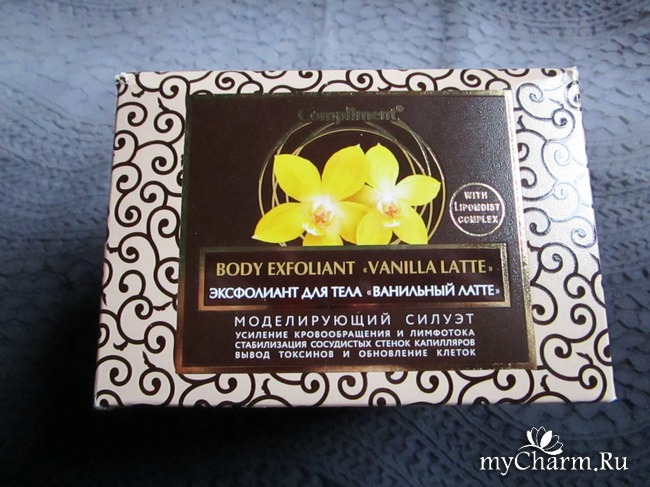 Compliment®
WITH
LIPOMOIST
COMPLEX
BODY EXFOLIANT «VANILLA LATTE»
ЭКСФОЛИАНТ ДЛЯ ТЕЛА «ВАНИЛЬНЫЙ ЛАТТЕ»
МОДЕЛИРУЮЩИЙ СИЛУЭТ
УСИЛЕНИЕ КРОВООБРАЩЕНИЯ И ЛИМФОТОКА
СТАБИЛИЗАЦИЯ СОСУДИСТЫХ СТЕНОК КАПИЛЛЯРОВ
ВЫВОД ТОКСИНОВ И ОБНОВЛЕНИЕ КЛЕТОК
myCharm.Ru